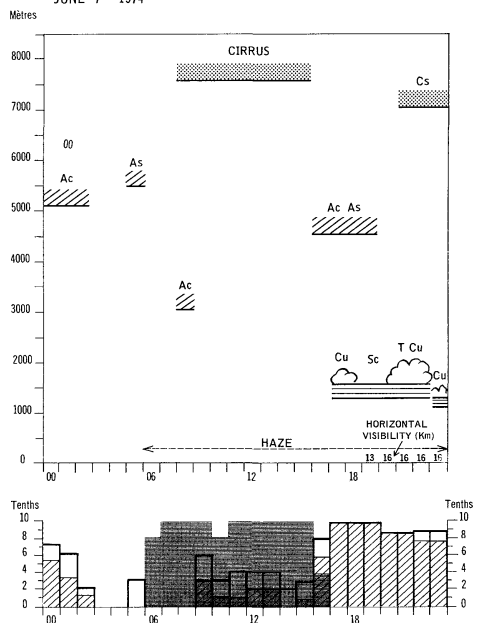 JUNE 7 1974
Mètres
8000
7000
6000
5000
4000
3000
2000
1000
0
CIRRUS
Cs
00
As
Ac
Ac As
Ac
Cu Sc T Cu
Cu
HORIZONTAL
VISIBILITY (Km)
HAZE
13 16 16 16 16
00 06 12 18
Tenths Tenths
10 10
8 8
6 6
4 4
2 2
0 0
00 06 18